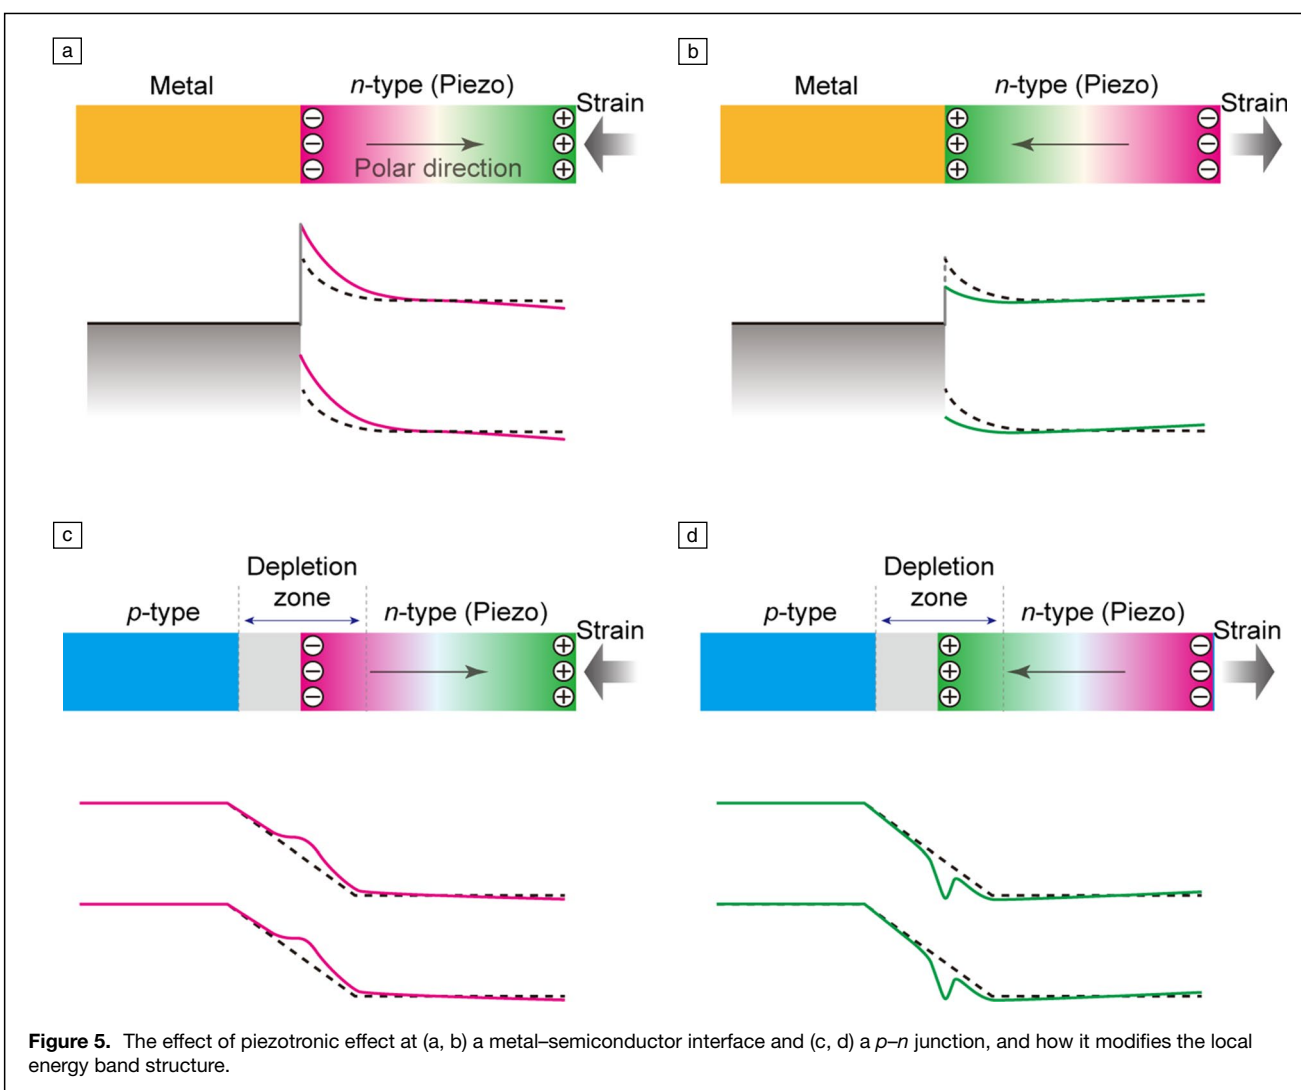 a
Metal
n-type (Piezo)
Strain
Polar direction
b
Metal
n-type (Piezo)
Strain
c
Depletion
zone
p-type
n-type (Piezo)
Strain
d
Depletion
zone
p-type
n-type (Piezo)
Strain
Figure 5. The effect of piezotronic effect at (a, b) a metal–semiconductor interface and (c, d) a p–n junction, and how it modifies the local
energy band structure.